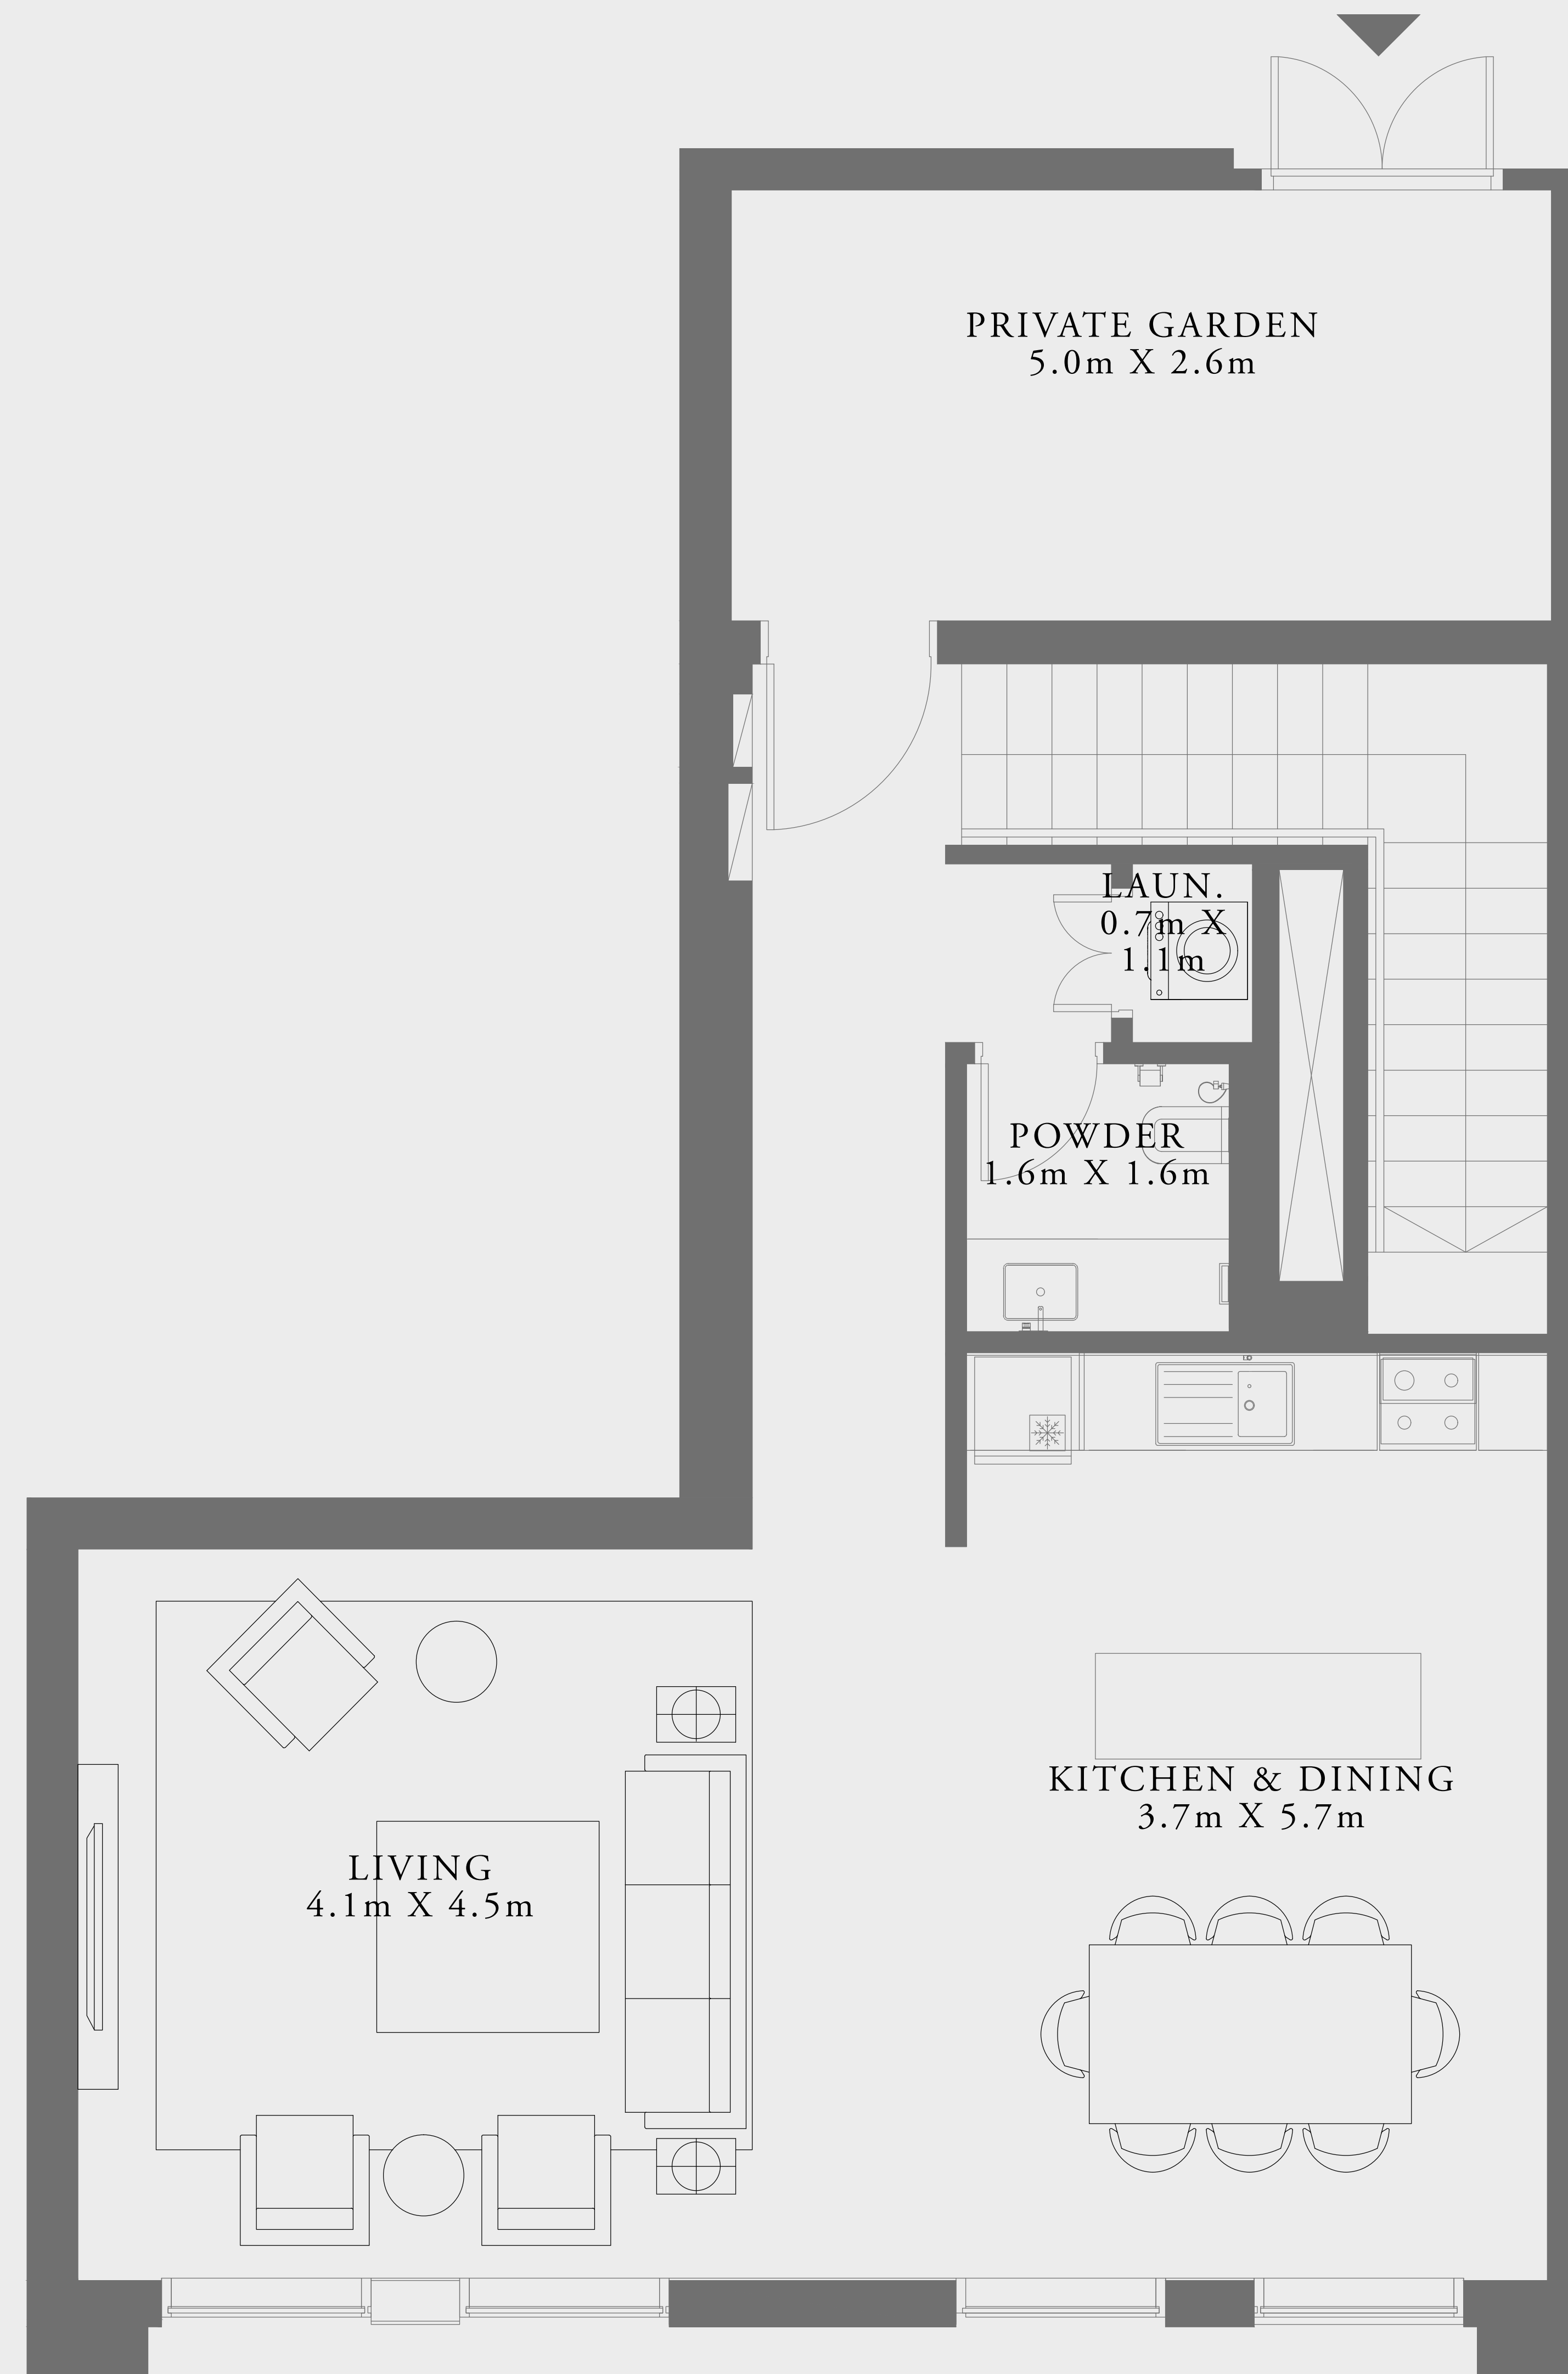 PRIVATE GARDEN
5.0m X 2.6m
LAUN.
0.7m X
1.1m
POWDER
1.6m X 1.6m
KITCHEN & DINING
3.7m X 5.7m
LIVING
4.1m X 4.5m